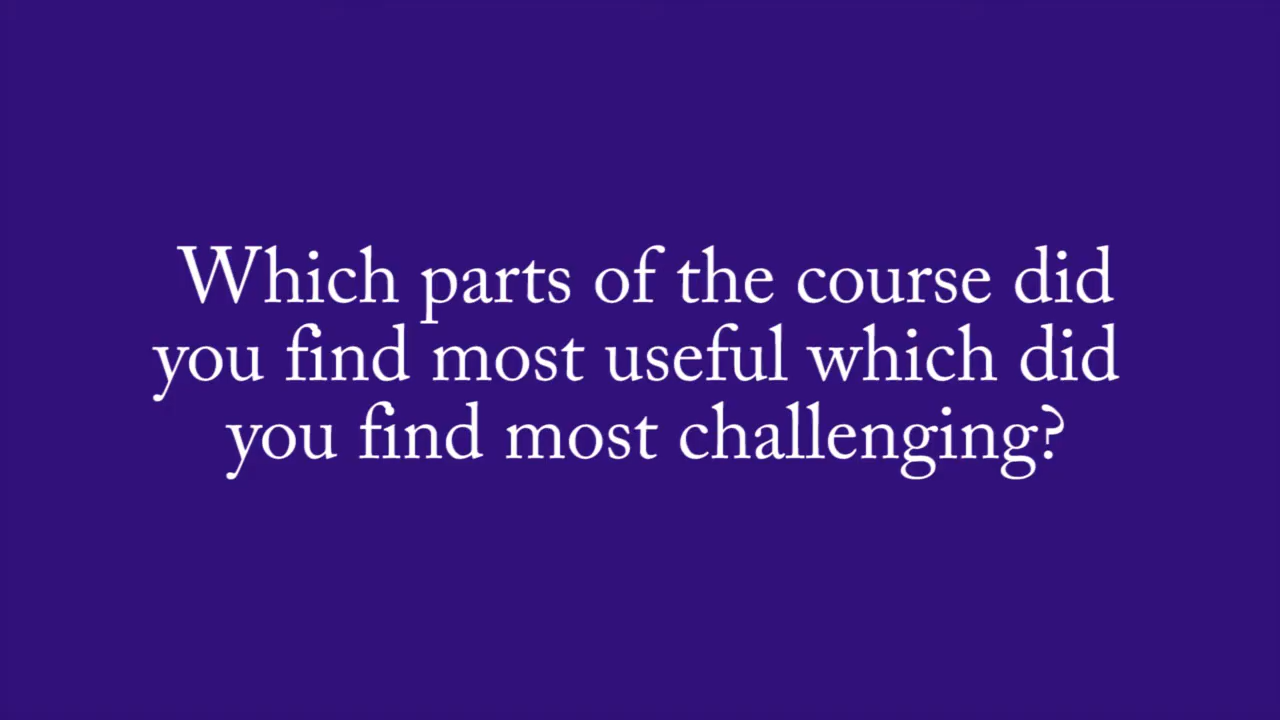 Which parts of the course did
you find most useful which did
you find most challenging?